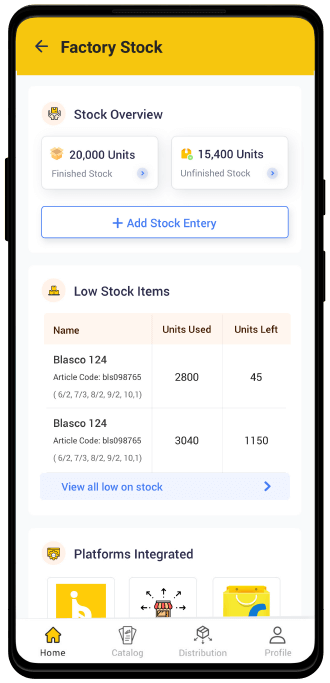 Factory Stock
Stock Overview
20,000 Units
Finished Stock
15,400 Units
Unfinished Stock
+ Add Stock Entery
Low Stock Items
Name Units Used Units Left
Blasco 124
Article Code: bls098765 2800 45
( 6/2, 7/3, 8/2, 9/2, 10,1)
Blasco 124
Article Code: bls098765 3040 1150
( 6/2, 7/3, 8/2, 9/2, 10,1)
View all low on stock
Platforms Integrated
Home Catalog Distribution Profile